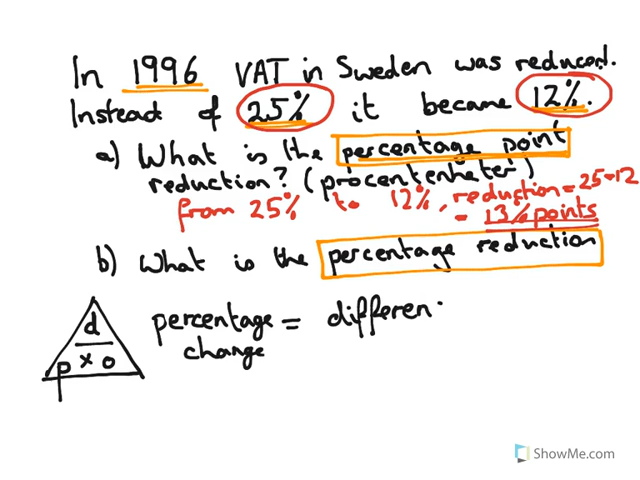 In 1996 VAT in Sweden was reduced.
Instead of 25% it became 12%.
a) What is the percentage point
reduction? (procentenheter)
from 25% to 12%, reduction = 25-12
= 13% points
b) What is the percentage reduction
d
p x o
percentage = differen
change
ShowMe.com